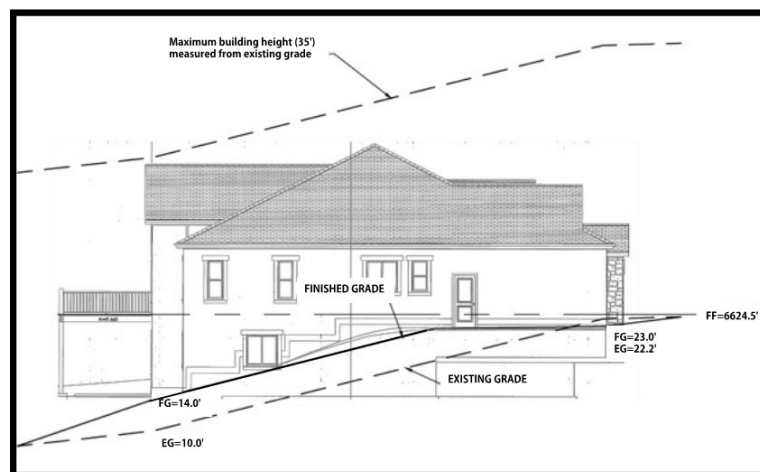 Maximum building height (35')
measured from existing grade
FINISHED GRADE
FF=6624.5'
FG=23.0'
EG=22.2'
EXISTING GRADE
FG=14.0'
EG=10.0'